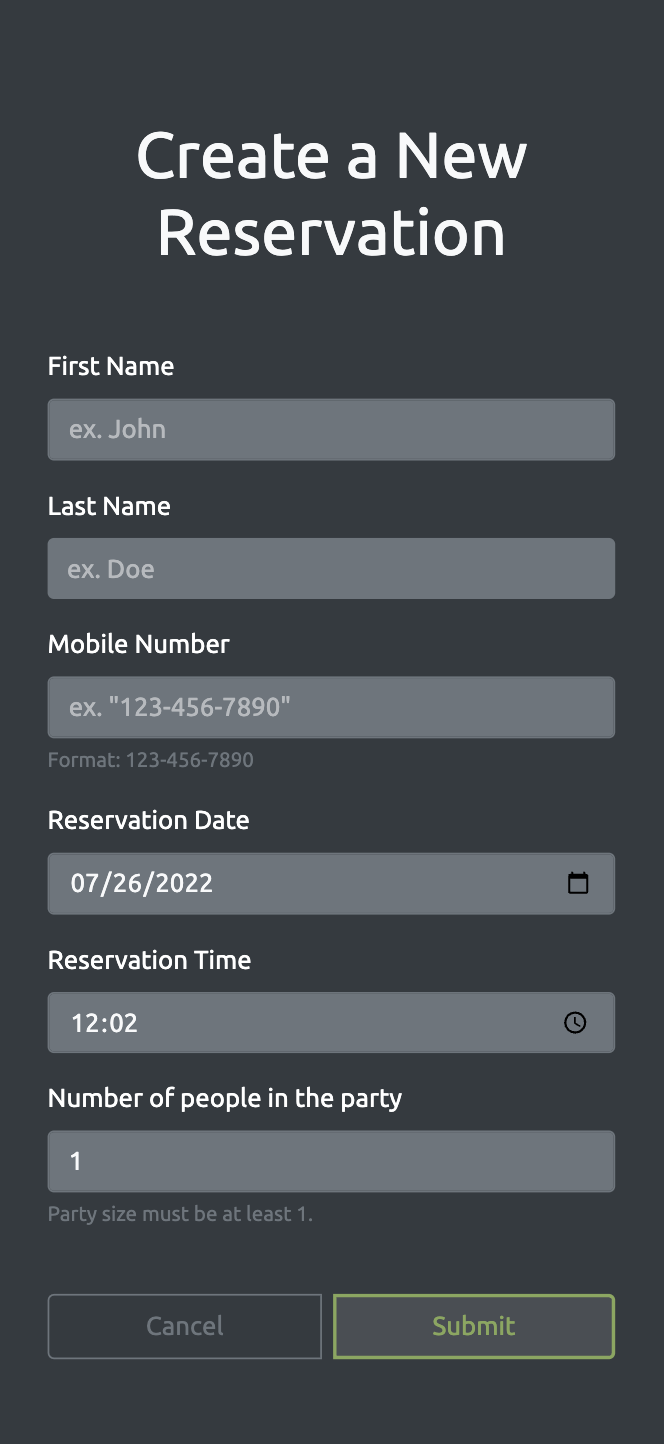 Create a New
Reservation
First Name
ex. John
Last Name
ex. Doe
Mobile Number
ex. "123-456-7890"
Format: 123-456-7890
Reservation Date
07/26/2022
Reservation Time
12:02
Number of people in the party
1
Party size must be at least 1.
Cancel
Submit